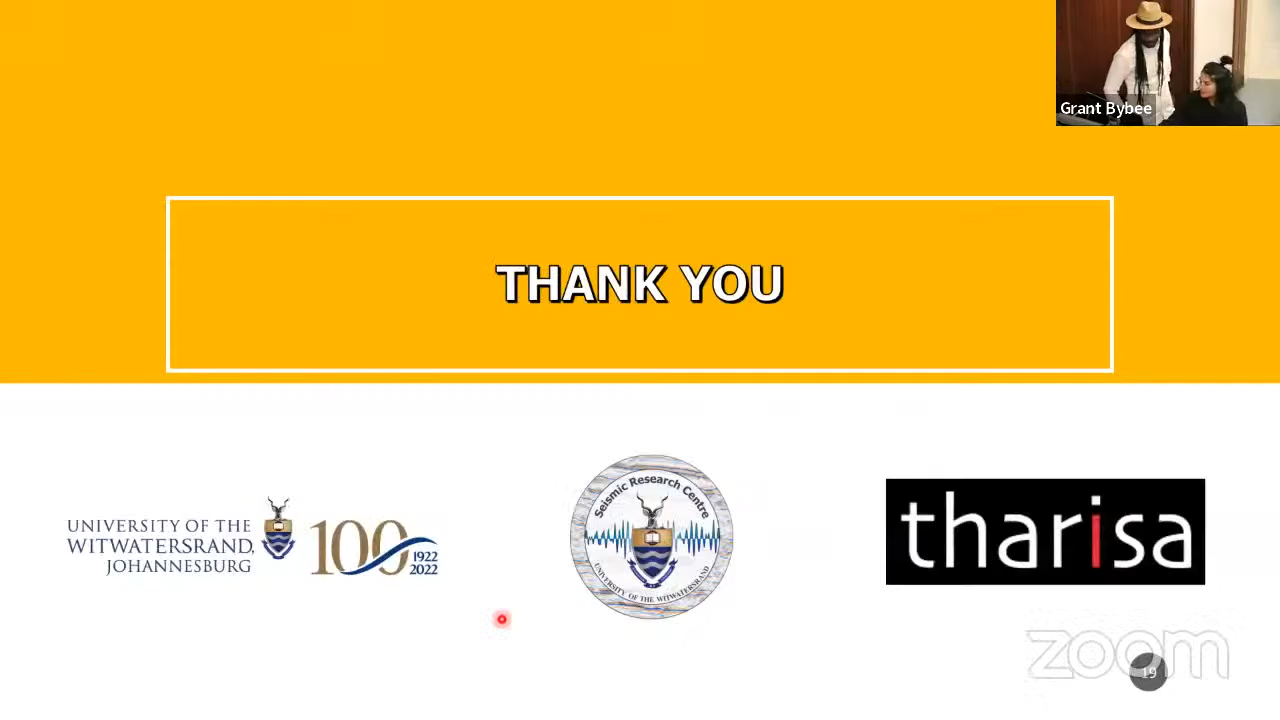 Grant Bybee
THANK YOU
UNIVERSITY OF THE
WITWATERSRAND,
JOHANNESBURG
100
1922
2022
Seismic Research Centre
UNIVERSITY OF THE WITWATERSRAND
tharisa
zoom
19